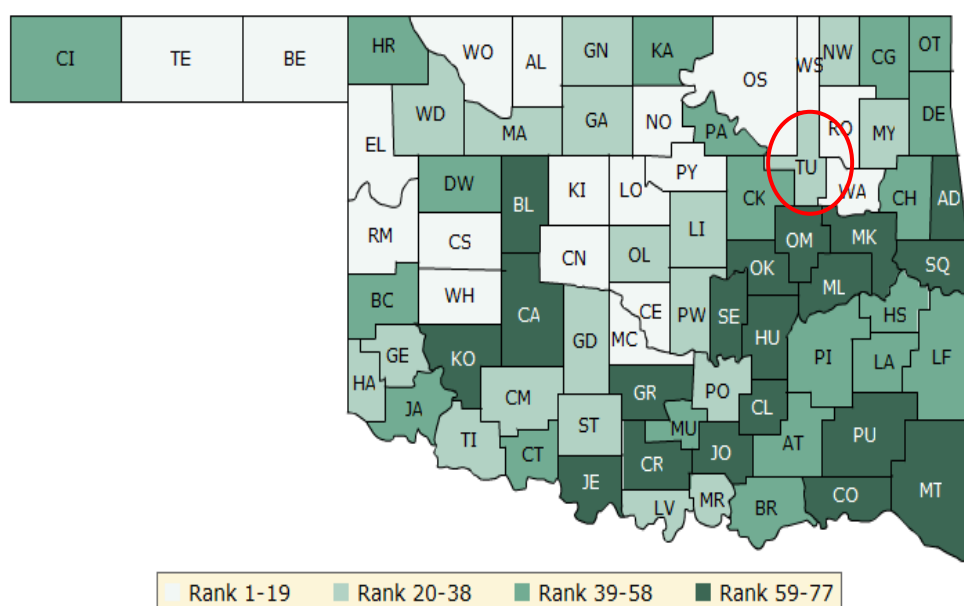 CI TE BE HR WO AL GN KA OS WS NW CG OT
EL WD MA GA NO PA TU RO MY DE
DW BL KI LO PY CK WA CH AD
RM CS CN OL LI OM MK SQ
BC WH CA GD CE MC PW SE OK ML HS
HA GE KO HU PI LA LF
JA CM GR PO CL
TI CT ST MU AT PU
JE CR JO
LV MR BR CO MT
Rank 1-19 Rank 20-38 Rank 39-58 Rank 59-77